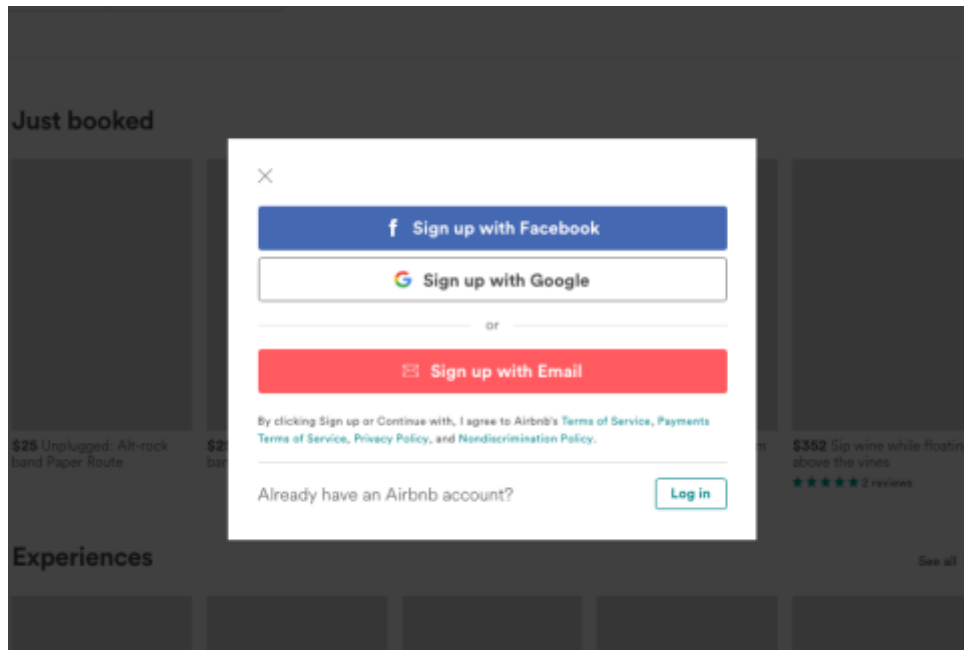 Just booked
f Sign up with Facebook
G Sign up with Google
or
Sign up with Email
By clicking Sign up or Continue with, I agree to Airbnb's Terms of Service, Payments
Terms of Service, Privacy Policy, and Nondiscrimination Policy.
Already have an Airbnb account?
Log in
$25 Unplugged: Alt-rock
band Paper Route
$352 Sip wine while floatin
above the vines
2 reviews
Experiences
See all